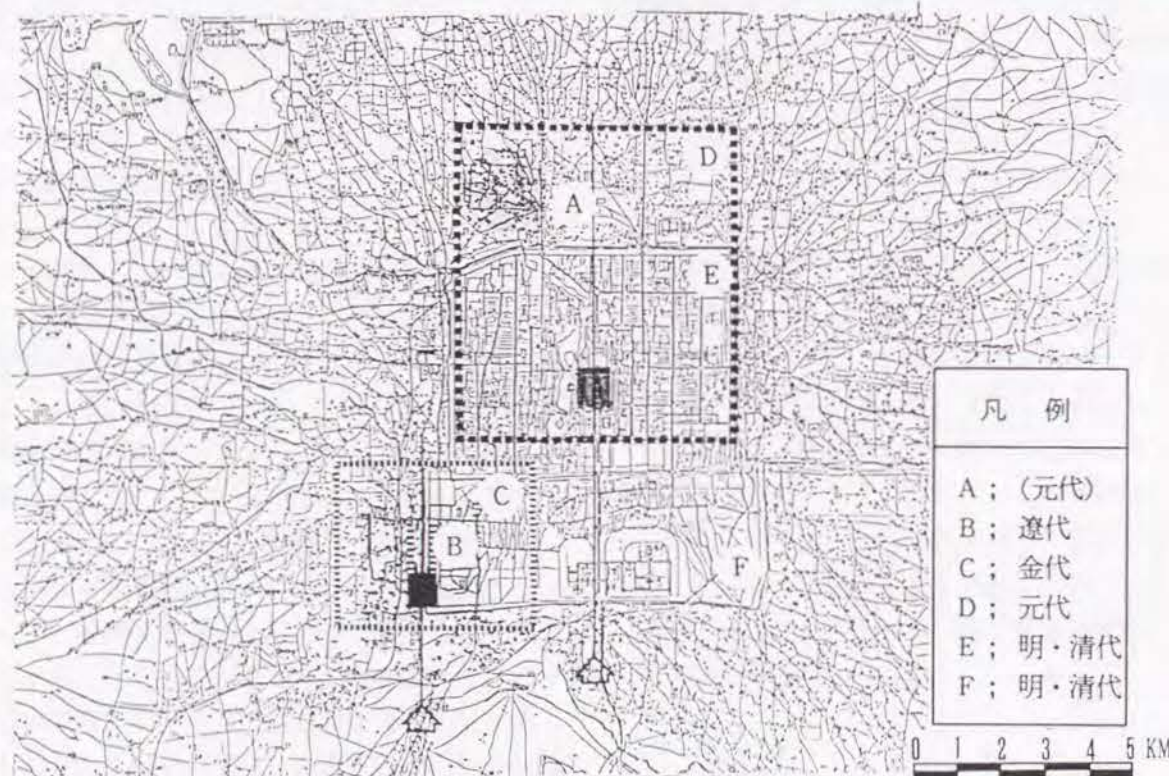 D
A
E
C
B
F
凡 例
A ; (元代)
B ; 遼代
C ; 金代
D ; 元代
E ; 明・清代
F ; 明・清代
0 1 2 3 4 5 KM